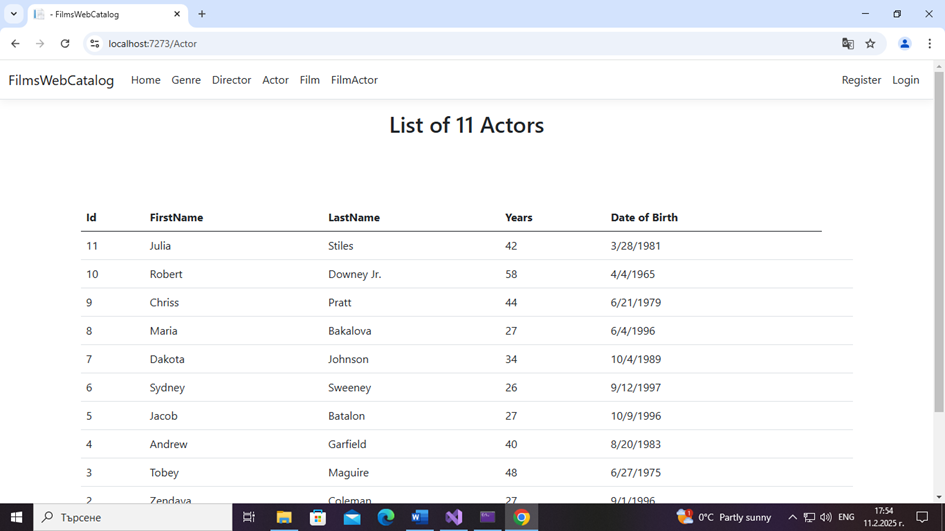 - FilmsWebCatalog
localhost:7273/Actor
FilmsWebCatalog Home Genre Director Actor Film FilmActor Register Login
List of 11 Actors
Id FirstName LastName Years Date of Birth
11 Julia Stiles 42 3/28/1981
10 Robert Downey Jr. 58 4/4/1965
9 Chriss Pratt 44 6/21/1979
8 Maria Bakalova 27 6/4/1996
7 Dakota Johnson 34 10/4/1989
6 Sydney Sweeney 26 9/12/1997
5 Jacob Batalon 27 10/9/1996
4 Andrew Garfield 40 8/20/1983
3 Tobey Maguire 48 6/27/1975
2 Zendaya Coleman 27 9/1/1996
Търсене 0°C Partly sunny ENG 17:54
11.2.2025 г.